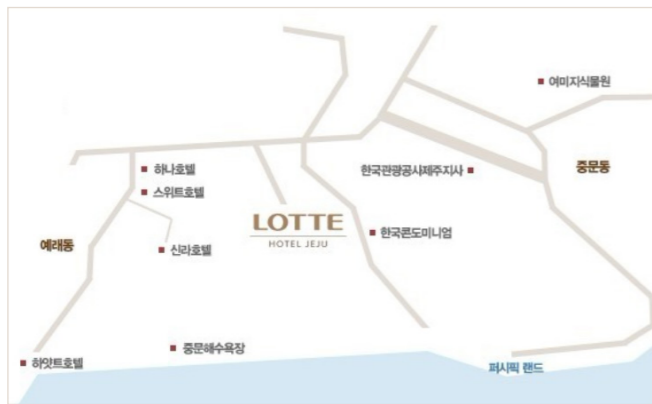 여미지식물원
하나호텔
한국관광공사제주지사
중문동
스위트호텔
LOTTE
HOTEL JEJU
한국콘도미니엄
예래동
신라호텔
중문해수욕장
하얏트호텔
퍼시픽 랜드